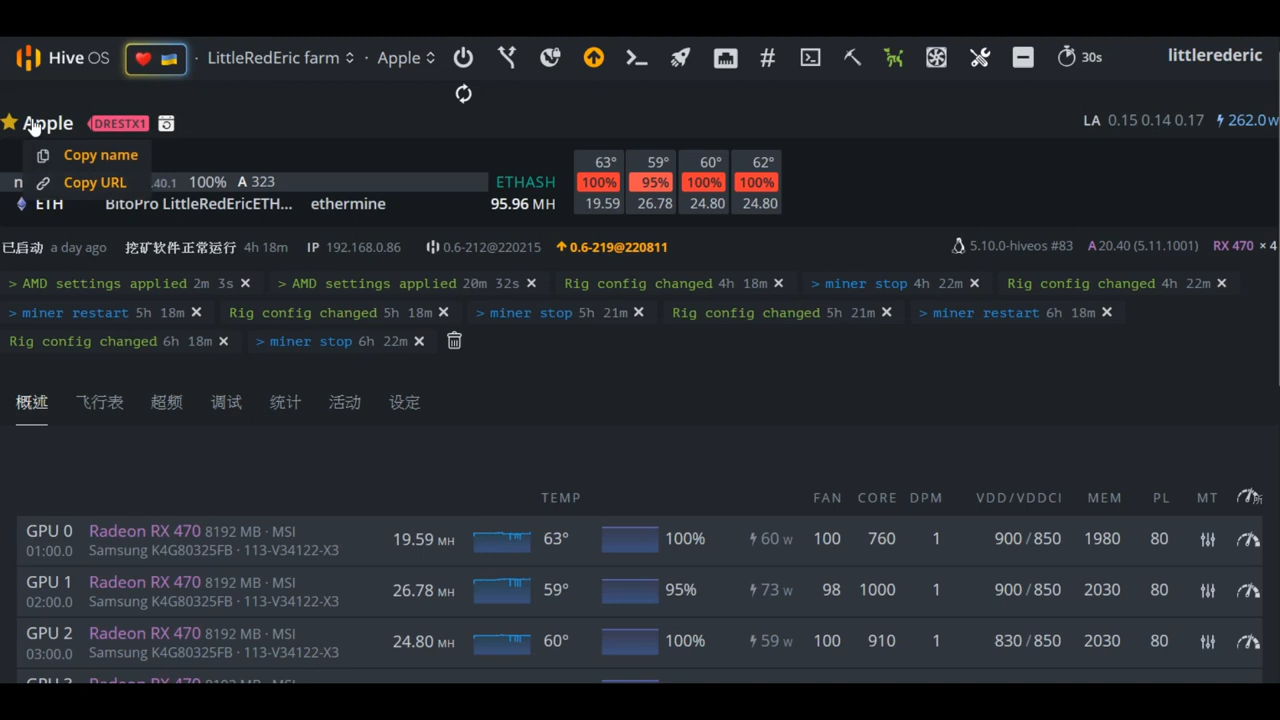 Hive OS LittleRedEric farm · Apple 30s littlerederic
Apple DRESTX1 LA 0.15 0.14 0.17 262.0w
Copy name
63° 59° 60° 62°
Copy URL 40.1 100% A 323 ETHASH 100% 95% 100% 100%
ETH BitoPro LittleRedEricETH... ethermine 95.96 MH 19.59 26.78 24.80 24.80
已启动 a day ago 挖矿软件正常运行 4h 18m IP 192.168.0.86 0.6-212@220215 0.6-219@220811 5.10.0-hiveos #83 A 20.40 (5.11.1001) RX 470 × 4
> AMD settings applied 2m 3s × > AMD settings applied 20m 32s × Rig config changed 4h 18m × > miner stop 4h 22m × Rig config changed 4h 22m ×
> miner restart 5h 18m × Rig config changed 5h 18m × > miner stop 5h 21m × Rig config changed 5h 21m × > miner restart 6h 18m ×
Rig config changed 6h 18m × > miner stop 6h 22m ×
概述 飞行表 超频 调试 统计 活动 设定
TEMP FAN CORE DPM VDD/VDDCI MEM PL MT 所
GPU 0 Radeon RX 470 8192 MB · MSI
01:00.0 Samsung K4G80325FB · 113-V34122-X3
19.59 MH 63° 100% 60 w 100 760 1 900 / 850 1980 80
GPU 1 Radeon RX 470 8192 MB · MSI
02:00.0 Samsung K4G80325FB · 113-V34122-X3
26.78 MH 59° 95% 73 w 98 1000 1 900 / 850 2030 80
GPU 2 Radeon RX 470 8192 MB · MSI
03:00.0 Samsung K4G80325FB · 113-V34122-X3
24.80 MH 60° 100% 59 w 100 910 1 830 / 850 2030 80